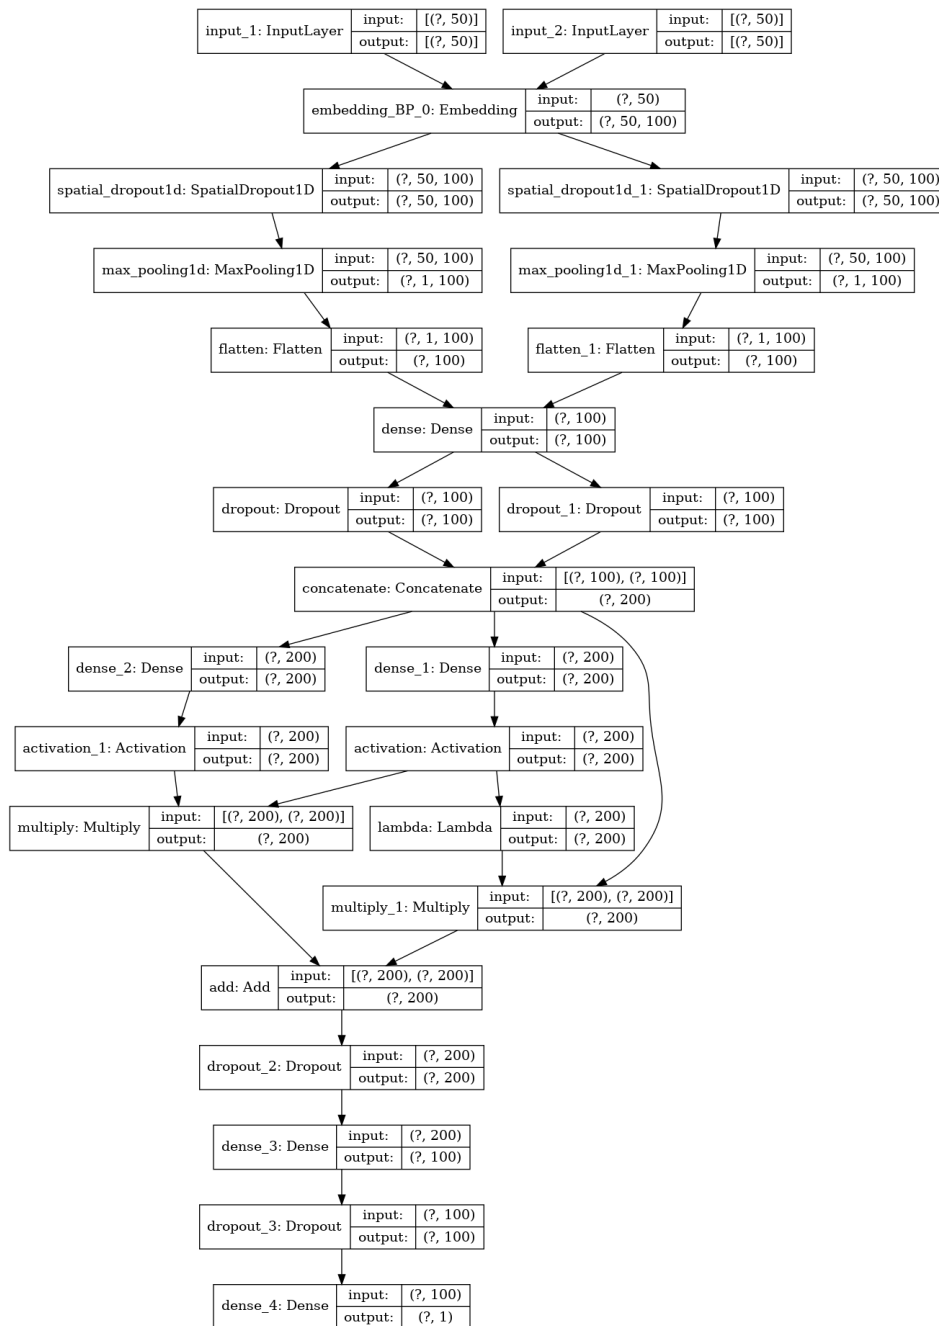 input_1: InputLayer
input: [(?, 50)]
output: [(?, 50)]
input_2: InputLayer
input: [(?, 50)]
output: [(?, 50)]
embedding_BP_0: Embedding
input: (?, 50)
output: (?, 50, 100)
spatial_dropout1d: SpatialDropout1D
input: (?, 50, 100)
output: (?, 50, 100)
spatial_dropout1d_1: SpatialDropout1D
input: (?, 50, 100)
output: (?, 50, 100)
max_pooling1d: MaxPooling1D
input: (?, 50, 100)
output: (?, 1, 100)
max_pooling1d_1: MaxPooling1D
input: (?, 50, 100)
output: (?, 1, 100)
flatten: Flatten
input: (?, 1, 100)
output: (?, 100)
flatten_1: Flatten
input: (?, 1, 100)
output: (?, 100)
dense: Dense
input: (?, 100)
output: (?, 100)
dropout: Dropout
input: (?, 100)
output: (?, 100)
dropout_1: Dropout
input: (?, 100)
output: (?, 100)
concatenate: Concatenate
input: [(?, 100), (?, 100)]
output: (?, 200)
dense_2: Dense
input: (?, 200)
output: (?, 200)
dense_1: Dense
input: (?, 200)
output: (?, 200)
activation_1: Activation
input: (?, 200)
output: (?, 200)
activation: Activation
input: (?, 200)
output: (?, 200)
multiply: Multiply
input: [(?, 200), (?, 200)]
output: (?, 200)
lambda: Lambda
input: (?, 200)
output: (?, 200)
multiply_1: Multiply
input: [(?, 200), (?, 200)]
output: (?, 200)
add: Add
input: [(?, 200), (?, 200)]
output: (?, 200)
dropout_2: Dropout
input: (?, 200)
output: (?, 200)
dense_3: Dense
input: (?, 200)
output: (?, 100)
dropout_3: Dropout
input: (?, 100)
output: (?, 100)
dense_4: Dense
input: (?, 100)
output: (?, 1)